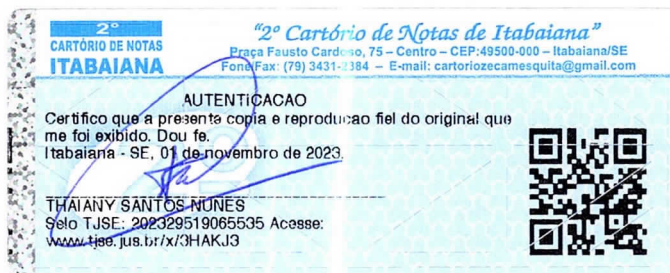 2º
CARTÓRIO DE NOTAS
ITABAIANA
"2º Cartório de Notas de Itabaiana"
Praça Fausto Cardoso, 75 – Centro – CEP:49500-000 – Itabaiana/SE
Fone/Fax: (79) 3431-2384 – E-mail: cartoriozecamesquita@gmail.com
AUTENTICACAO
Certifico que a presente copia e reproducao fiel do original que
me foi exibido. Dou fe.
Itabaiana - SE, 01 de novembro de 2023.
THAIANY SANTOS NUNES
Selo TJSE: 202329519065535 Acesse:
www.tjse.jus.br/x/3HAKJ3